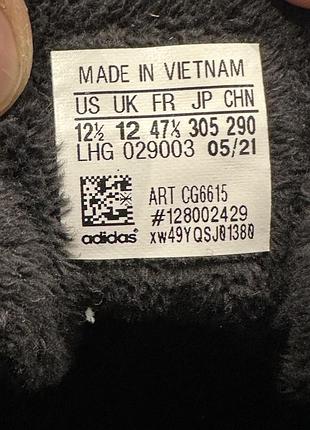 MADE IN VIETNAM
US UK FR JP CHN
12½ 12 47⅓ 305 290
LHG 029003 05/21
ART CG6615
#128002429
adidas®
xw49YQSJ01380